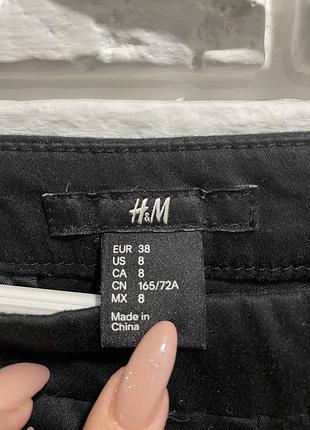 H&M
EUR 38
US 8
CA 8
CN 165/72A
MX 8
Made in
China